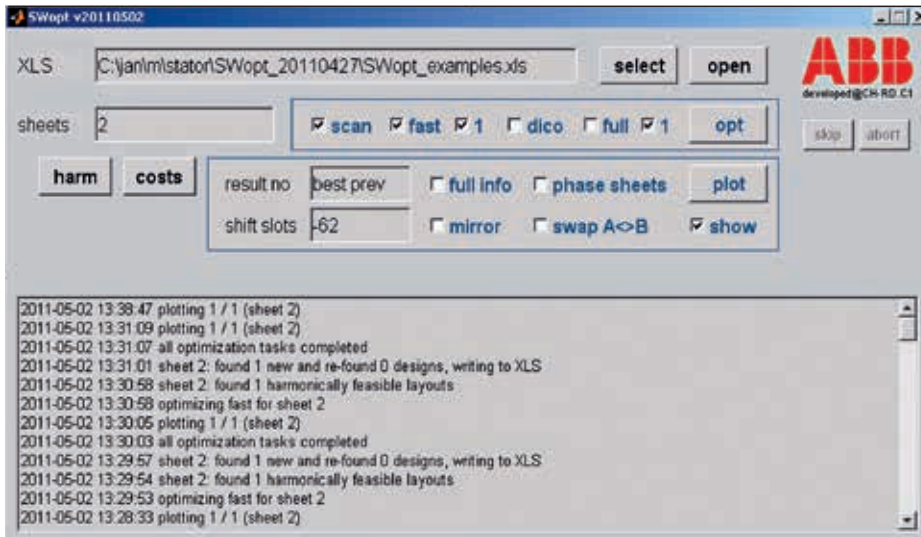 SWopt v20110502
XLS C:\jan\m\stator\SWopt_20110427\SWopt_examples.xls select open
ABB
developed@CH-RD.C1
sheets 2 scan fast 1 dico full 1 opt skip abort
harm costs
result no best prev full info phase sheets plot
shift slots -62 mirror swap A<>B show
2011-05-02 13:38:47 plotting 1 / 1 (sheet 2)
2011-05-02 13:31:09 plotting 1 / 1 (sheet 2)
2011-05-02 13:31:07 all optimization tasks completed
2011-05-02 13:31:01 sheet 2: found 1 new and re-found 0 designs, writing to XLS
2011-05-02 13:30:58 sheet 2: found 1 harmonically feasible layouts
2011-05-02 13:30:58 optimizing fast for sheet 2
2011-05-02 13:30:05 plotting 1 / 1 (sheet 2)
2011-05-02 13:30:03 all optimization tasks completed
2011-05-02 13:29:57 sheet 2: found 1 new and re-found 0 designs, writing to XLS
2011-05-02 13:29:54 sheet 2: found 1 harmonically feasible layouts
2011-05-02 13:29:53 optimizing fast for sheet 2
2011-05-02 13:28:33 plotting 1 / 1 (sheet 2)